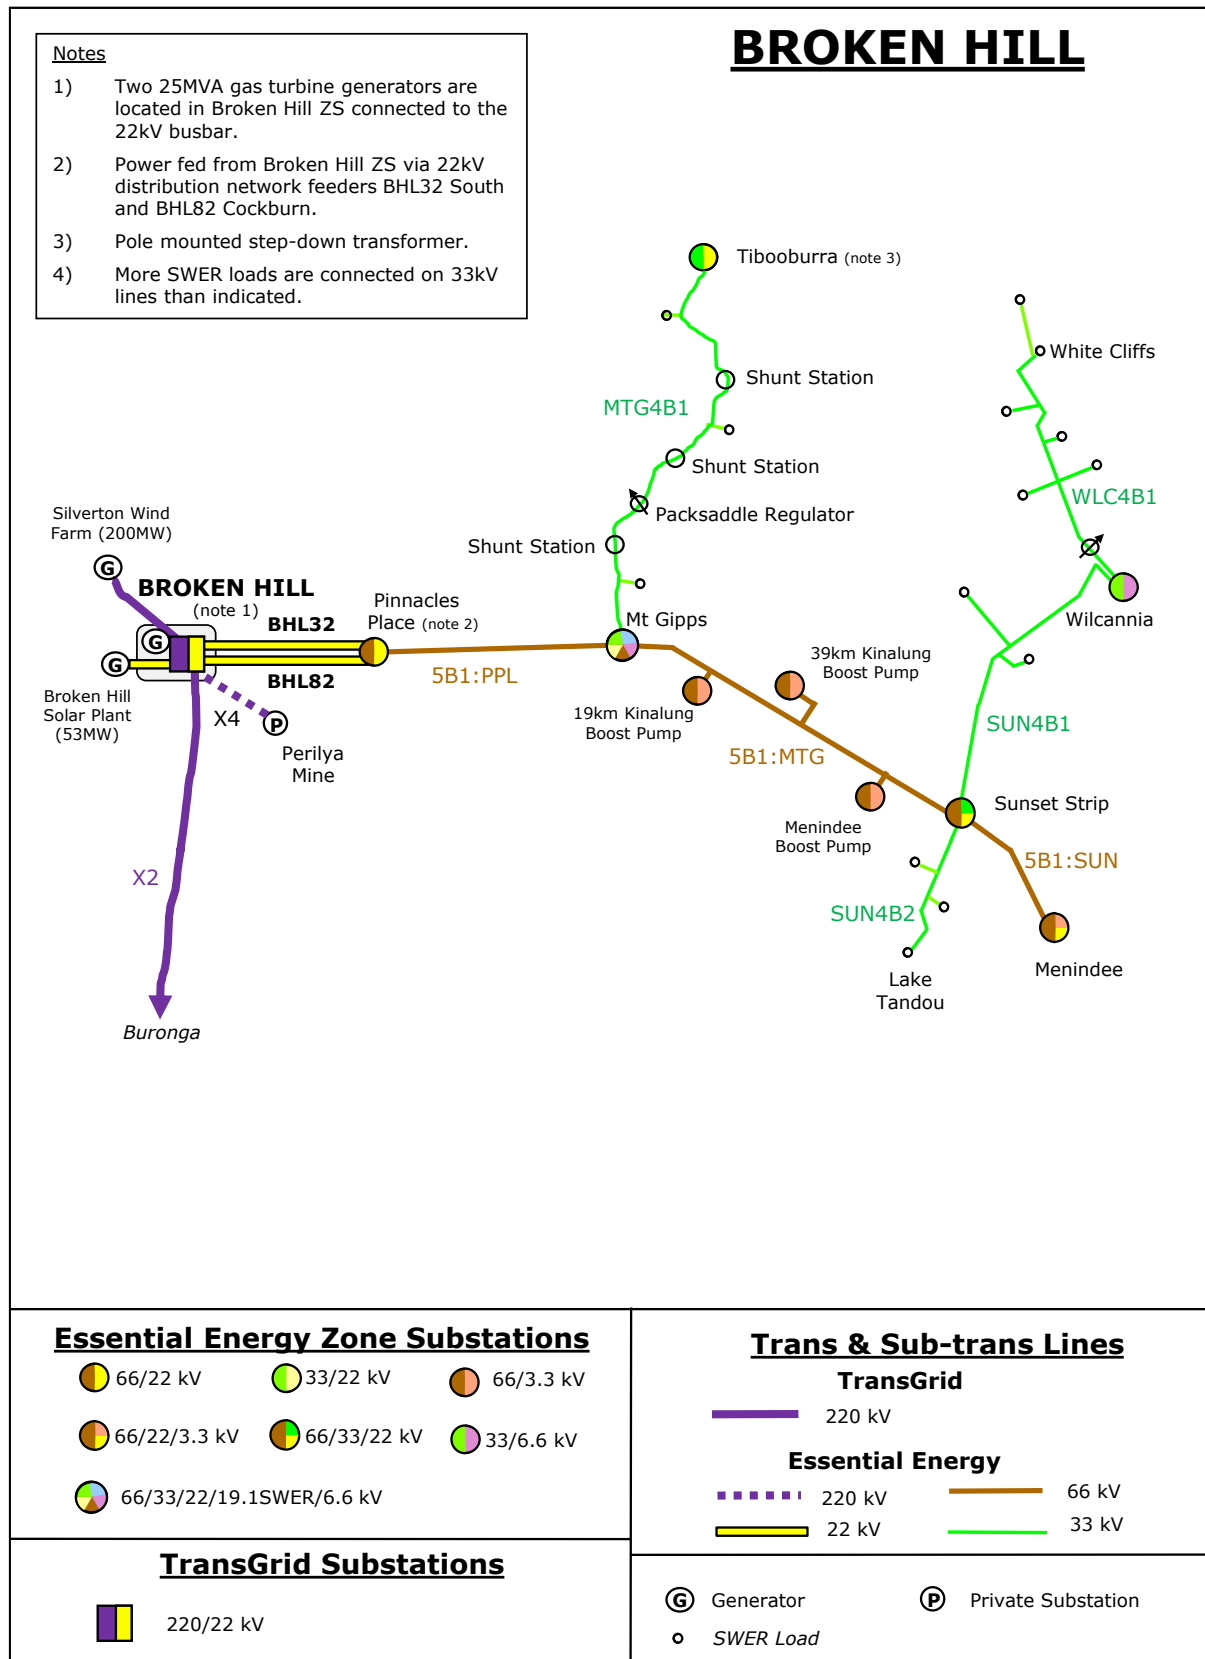 BROKEN HILL
Notes
1) Two 25MVA gas turbine generators are
located in Broken Hill ZS connected to the
22kV busbar.
2) Power fed from Broken Hill ZS via 22kV
distribution network feeders BHL32 South
and BHL82 Cockburn.
3) Pole mounted step-down transformer.
4) More SWER loads are connected on 33kV
lines than indicated.
Tibooburra (note 3)
White Cliffs
Shunt Station
MTG4B1
Shunt Station
WLC4B1
Packsaddle Regulator
Silverton Wind
Farm (200MW)
Shunt Station
G
BROKEN HILL
(note 1)
Pinnacles
Place (note 2)
Mt Gipps
Wilcannia
BHL32
G
G
BHL82
5B1:PPL
39km Kinalung
Boost Pump
Broken Hill
Solar Plant
(53MW)
X4
P
Perilya
Mine
19km Kinalung
Boost Pump
SUN4B1
5B1:MTG
Sunset Strip
Menindee
Boost Pump
5B1:SUN
X2
SUN4B2
Lake
Tandou
Menindee
Buronga
Essential Energy Zone Substations
66/22 kV
33/22 kV
66/3.3 kV
66/22/3.3 kV
66/33/22 kV
33/6.6 kV
66/33/22/19.1SWER/6.6 kV
TransGrid Substations
220/22 kV
Trans & Sub-trans Lines
TransGrid
220 kV
Essential Energy
220 kV
66 kV
22 kV
33 kV
G Generator
P Private Substation
SWER Load